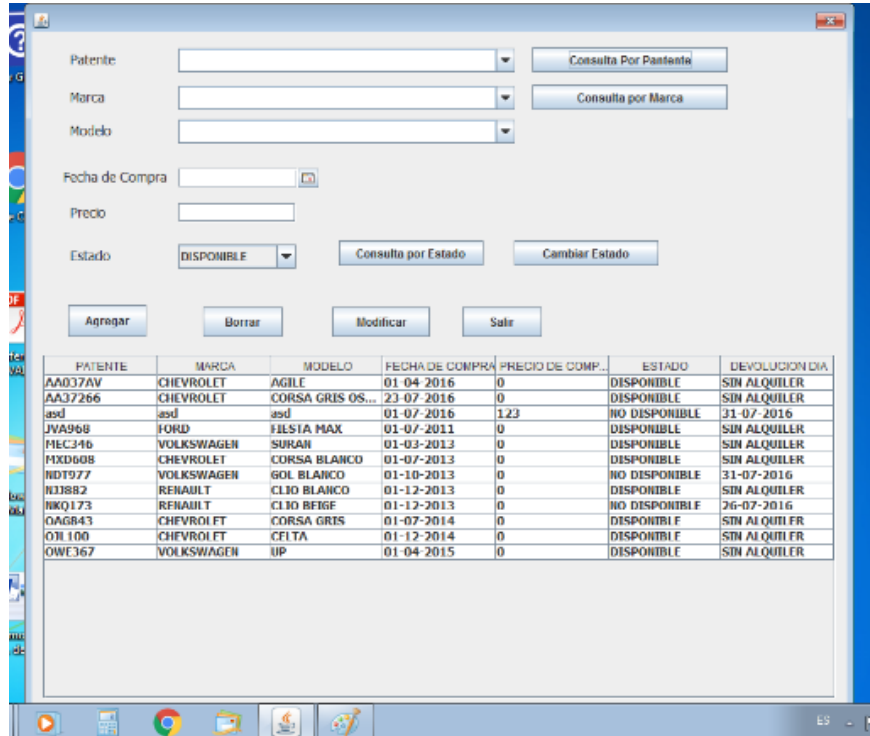 Patente Consulta Por Pantente
Marca Consulta por Marca
Modelo
Fecha de Compra
Precio
Estado DISPONIBLE Consulta por Estado Cambiar Estado
Agregar Borrar Modificar Salir
PATENTE MARCA MODELO FECHA DE COMPRA PRECIO DE COMP... ESTADO DEVOLUCION DIA
AA037AV CHEVROLET AGILE 01-04-2016 0 DISPONIBLE SIN ALQUILER
AA37266 CHEVROLET CORSA GRIS OS... 23-07-2016 0 DISPONIBLE SIN ALQUILER
asd asd asd 01-07-2016 123 NO DISPONIBLE 31-07-2016
JVA968 FORD FIESTA MAX 01-07-2011 0 DISPONIBLE SIN ALQUILER
MEC346 VOLKSWAGEN SURAN 01-03-2013 0 DISPONIBLE SIN ALQUILER
MXD608 CHEVROLET CORSA BLANCO 01-07-2013 0 DISPONIBLE SIN ALQUILER
NDT977 VOLKSWAGEN GOL BLANCO 01-10-2013 0 NO DISPONIBLE 31-07-2016
NJJ882 RENAULT CLIO BLANCO 01-12-2013 0 DISPONIBLE SIN ALQUILER
NKQ173 RENAULT CLIO BEIGE 01-12-2013 0 NO DISPONIBLE 26-07-2016
OAG843 CHEVROLET CORSA GRIS 01-07-2014 0 DISPONIBLE SIN ALQUILER
OJL100 CHEVROLET CELTA 01-12-2014 0 DISPONIBLE SIN ALQUILER
OWE367 VOLKSWAGEN UP 01-04-2015 0 DISPONIBLE SIN ALQUILER
ES